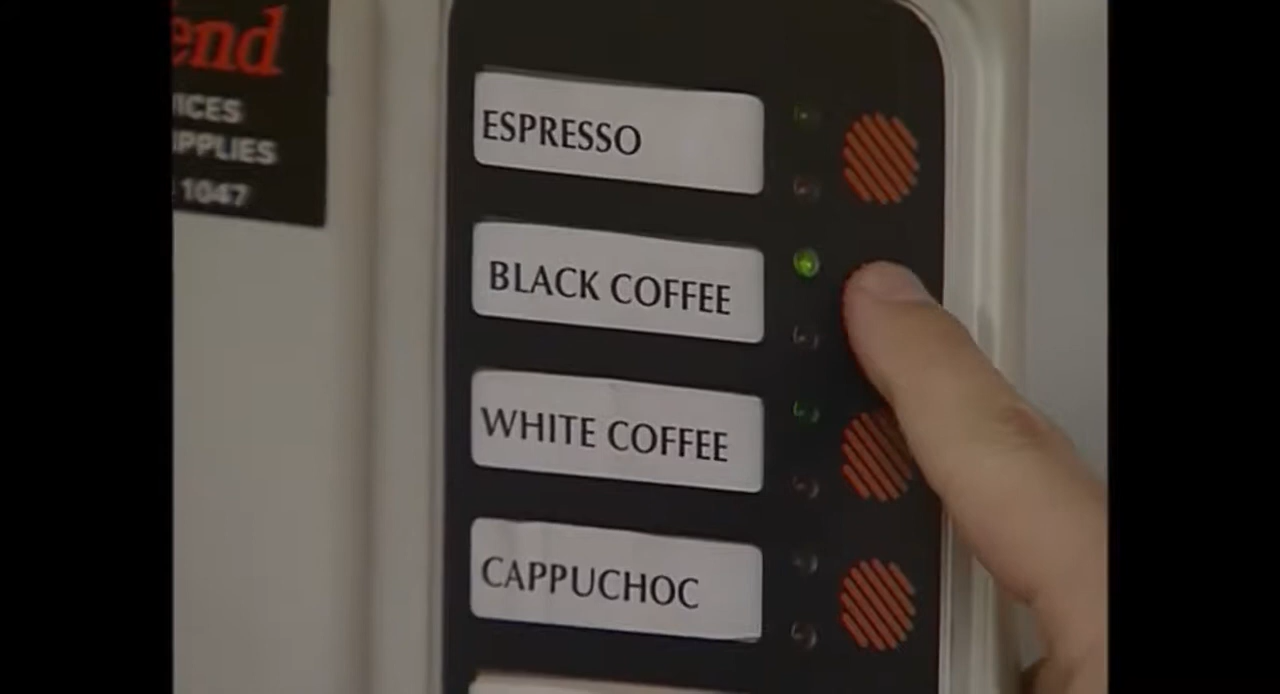 end
ICES
PPLIES
1047
ESPRESSO
BLACK COFFEE
WHITE COFFEE
CAPPUCHOC